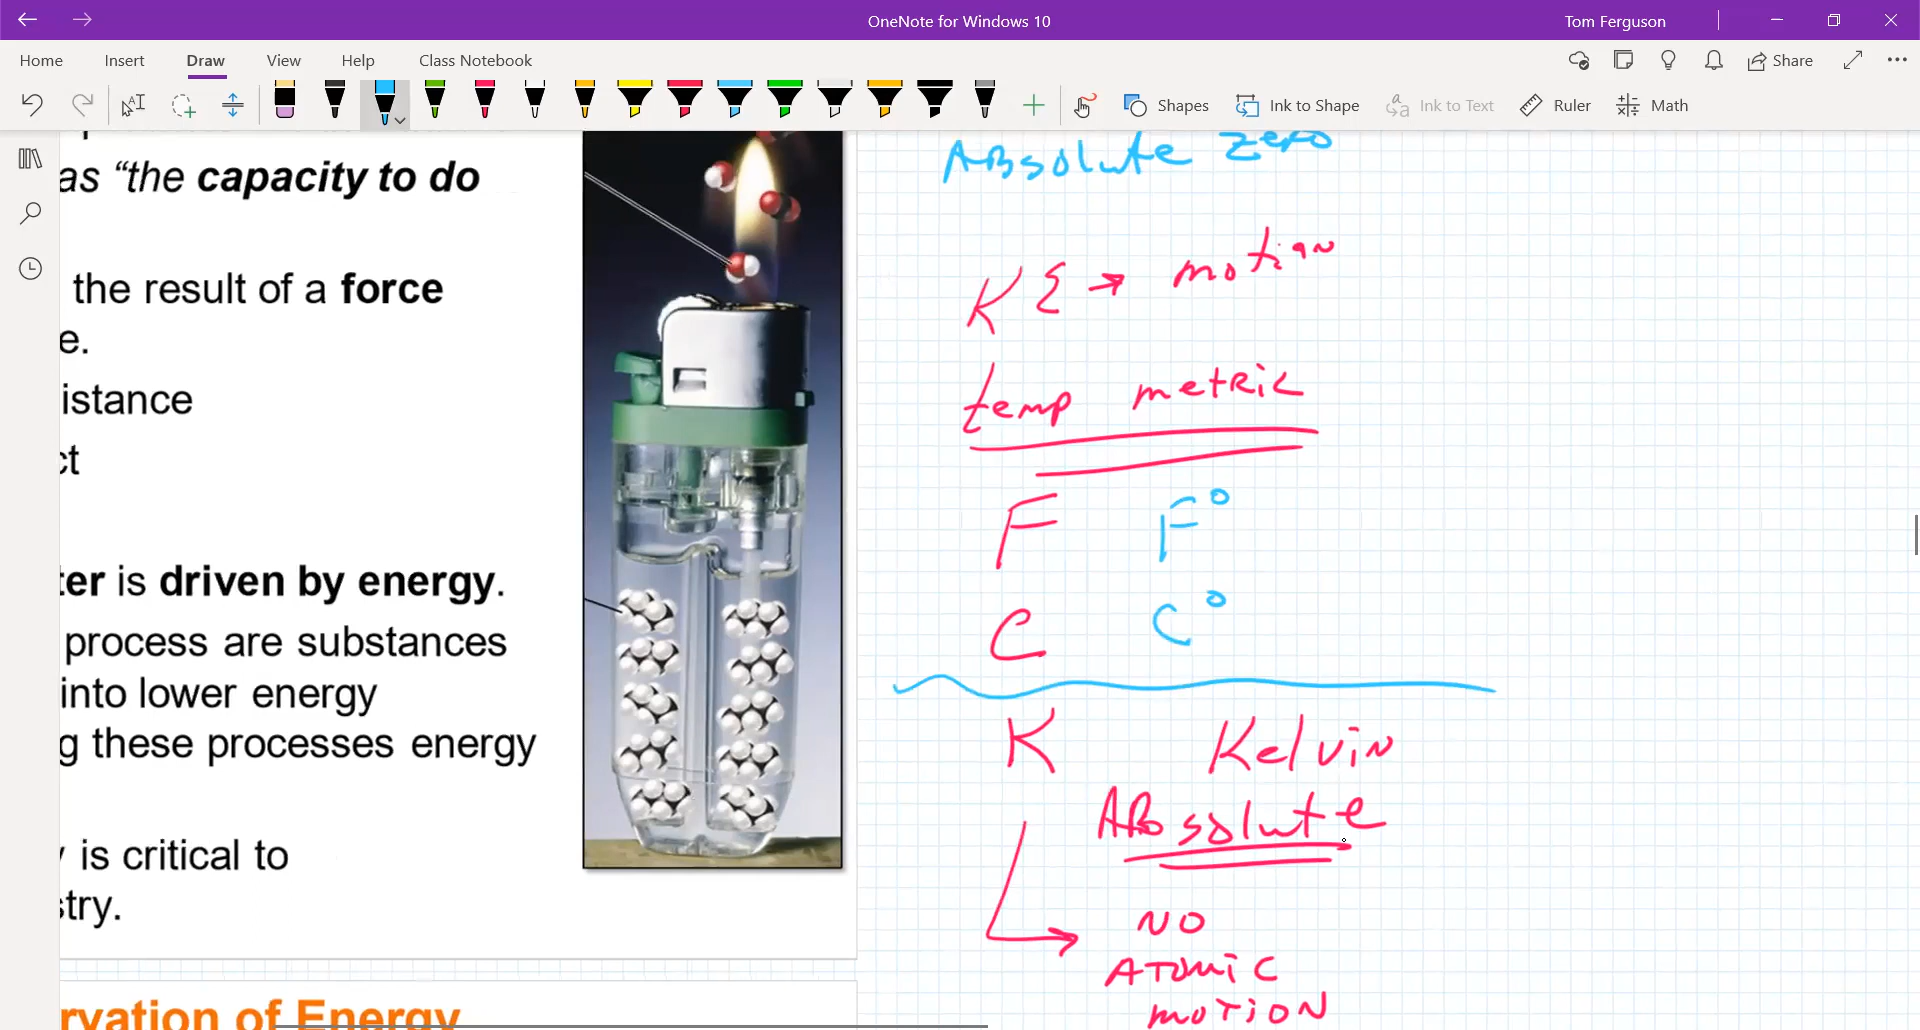 OneNote for Windows 10
Tom Ferguson
Home Insert Draw View Help Class Notebook
Share
Shapes Ink to Shape Ink to Text Ruler Math
as “the capacity to do
the result of a force
e.
istance
ct
ter is driven by energy.
process are substances
into lower energy
g these processes energy
is critical to
stry.
rvation of Energy
ABsolute zero
KE → motion
temp metric
F F°
C C°
K Kelvin
ABsolute
NO
ATOMIC
MOTION